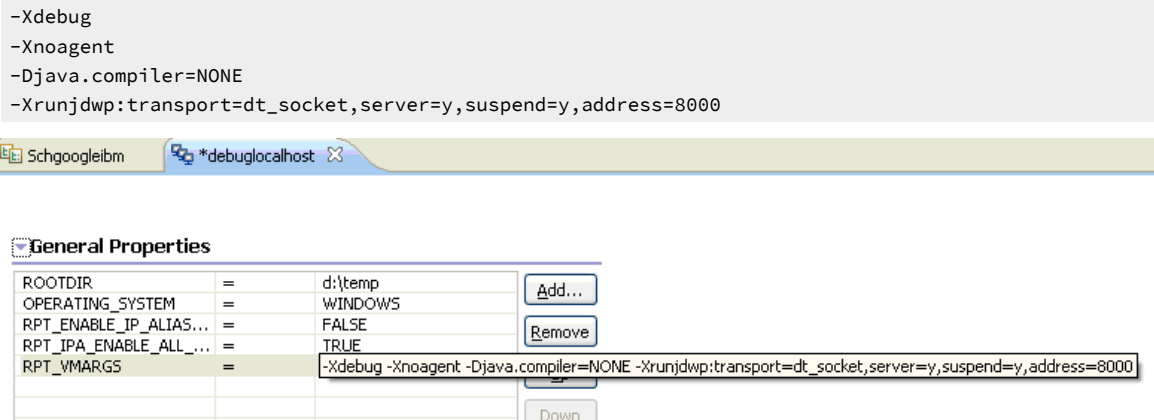 -Xdebug
-Xnoagent
-Djava.compiler=NONE
-Xrunjdwp:transport=dt_socket,server=y,suspend=y,address=8000
Schgoogleibm *debuglocalhost
General Properties
ROOTDIR = d:\temp Add...
OPERATING_SYSTEM = WINDOWS
RPT_ENABLE_IP_ALIAS... = FALSE Remove
RPT_IPA_ENABLE_ALL_... = TRUE
RPT_VMARGS = -Xdebug -Xnoagent -Djava.compiler=NONE -Xrunjdwp:transport=dt_socket,server=y,suspend=y,address=8000
Down